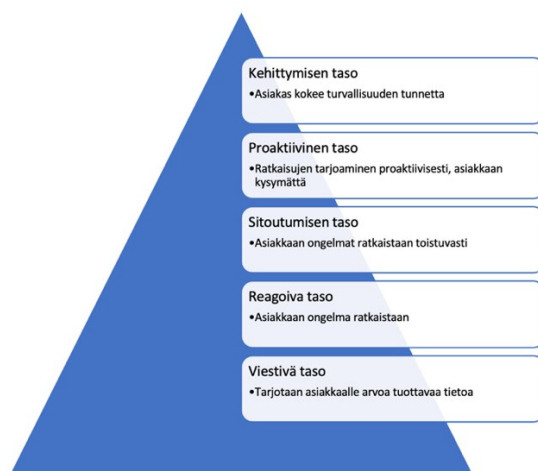 Kehittymisen taso
•Asiakas kokee turvallisuuden tunnetta
Proaktiivinen taso
•Ratkaisujen tarjoaminen proaktiivisesti, asiakkaan
kysymättä
Sitoutumisen taso
•Asiakkaan ongelmat ratkaistaan toistuvasti
Reagoiva taso
•Asiakkaan ongelma ratkaistaan
Viestivä taso
•Tarjotaan asiakkaalle arvoa tuottavaa tietoa